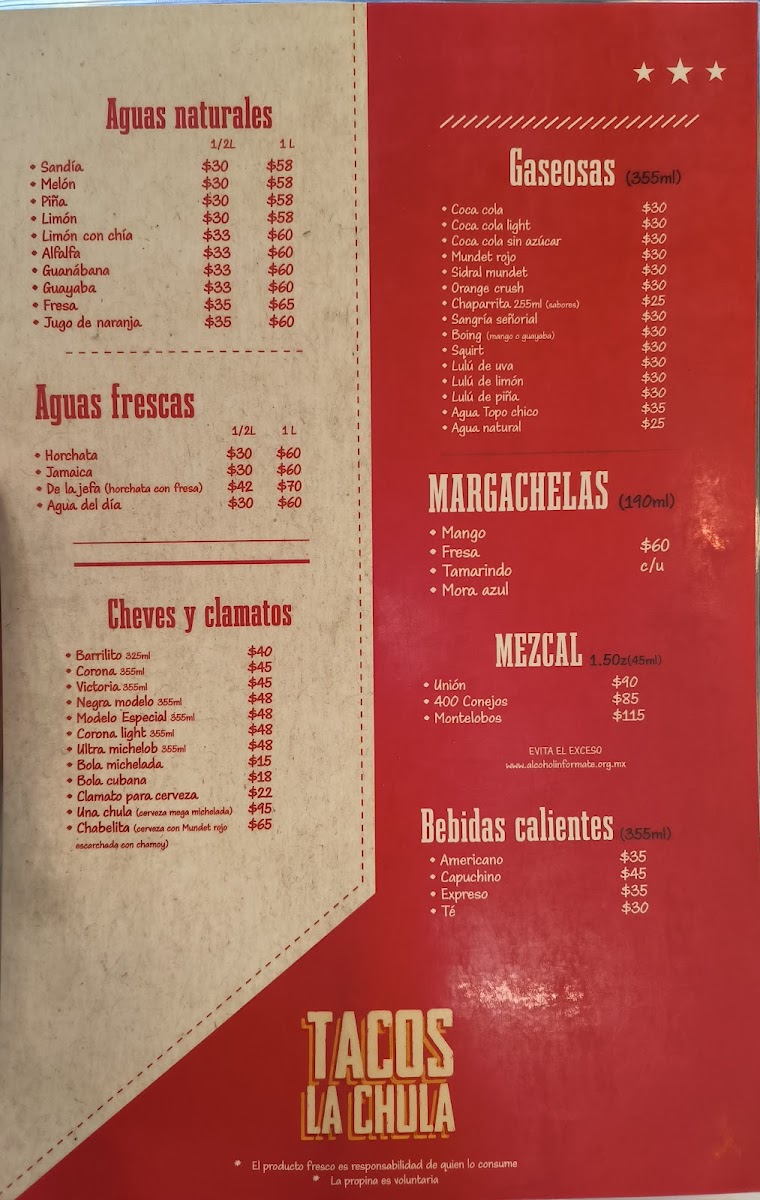 Aguas naturales
1/2L 1 L
• Sandía $30 $58
• Melón $30 $58
• Piña $30 $58
• Limón $30 $58
• Limón con chía $33 $60
• Alfalfa $33 $60
• Guanábana $33 $60
• Guayaba $33 $60
• Fresa $35 $65
• Jugo de naranja $35 $60
Aguas frescas
1/2L 1 L
• Horchata $30 $60
• Jamaica $30 $60
• De la jefa (horchata con fresa) $42 $70
• Agua del día $30 $60
Cheves y clamatos
• Barrilito 325ml $40
• Corona 355ml $45
• Victoria 355ml $45
• Negra modelo 355ml $48
• Modelo Especial 355ml $48
• Corona light 355ml $48
• Ultra michelob 355ml $48
• Bola michelada $15
• Bola cubana $18
• Clamato para cerveza $22
• Una chula (cerveza mega michelada) $95
• Chabelita (cerveza con Mundet rojo $65
escarchada con chamoy)
Gaseosas (355ml)
• Coca cola $30
• Coca cola light $30
• Coca cola sin azúcar $30
• Mundet rojo $30
• Sidral mundet $30
• Orange crush $30
• Chaparrita 255ml (sabores) $25
• Sangría señorial $30
• Boing (mango o guayaba) $30
• Squirt $30
• Lulú de uva $30
• Lulú de limón $30
• Lulú de piña $30
• Agua Topo chico $35
• Agua natural $25
MARGACHELAS (190ml)
• Mango
• Fresa $60
• Tamarindo c/u
• Mora azul
MEZCAL 1.5Oz(45ml)
• Unión $90
• 400 Conejos $85
• Montelobos $115
EVITA EL EXCESO
www.alcoholinformate.org.mx
Bebidas calientes (355ml)
• Americano $35
• Capuchino $45
• Expreso $35
• Té $30
TACOS
LA CHULA
* El producto fresco es responsabilidad de quien lo consume
* La propina es voluntaria